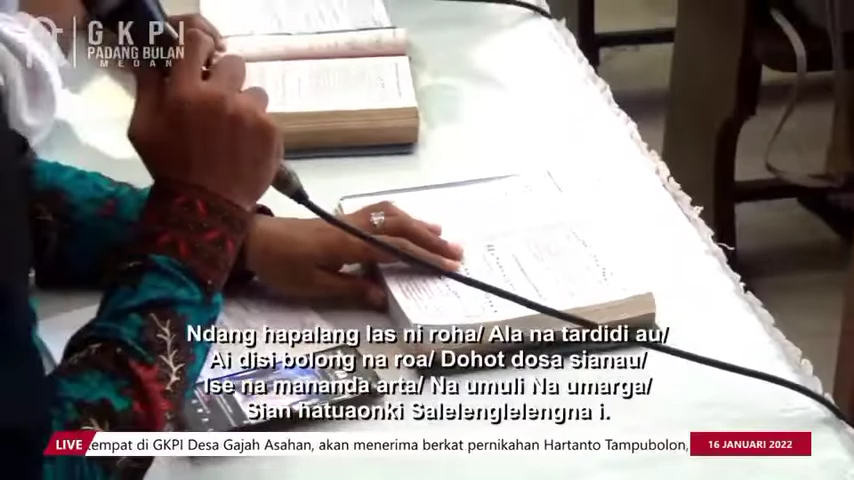 GKPI
PADANG BULAN
MEDAN
Ndang hapalang las ni roha/ Ala na tardidi au/
Ai disi bolong na roa/ Dohot dosa sianau/
Ise na mananda arta/ Na umuli Na umarga/
Sian hatuaonki Salelenglelengna i.
LIVE
tempat di GKPI Desa Gajah Asahan, akan menerima berkat pernikahan Hartanto Tampubolon,
16 JANUARI 2022